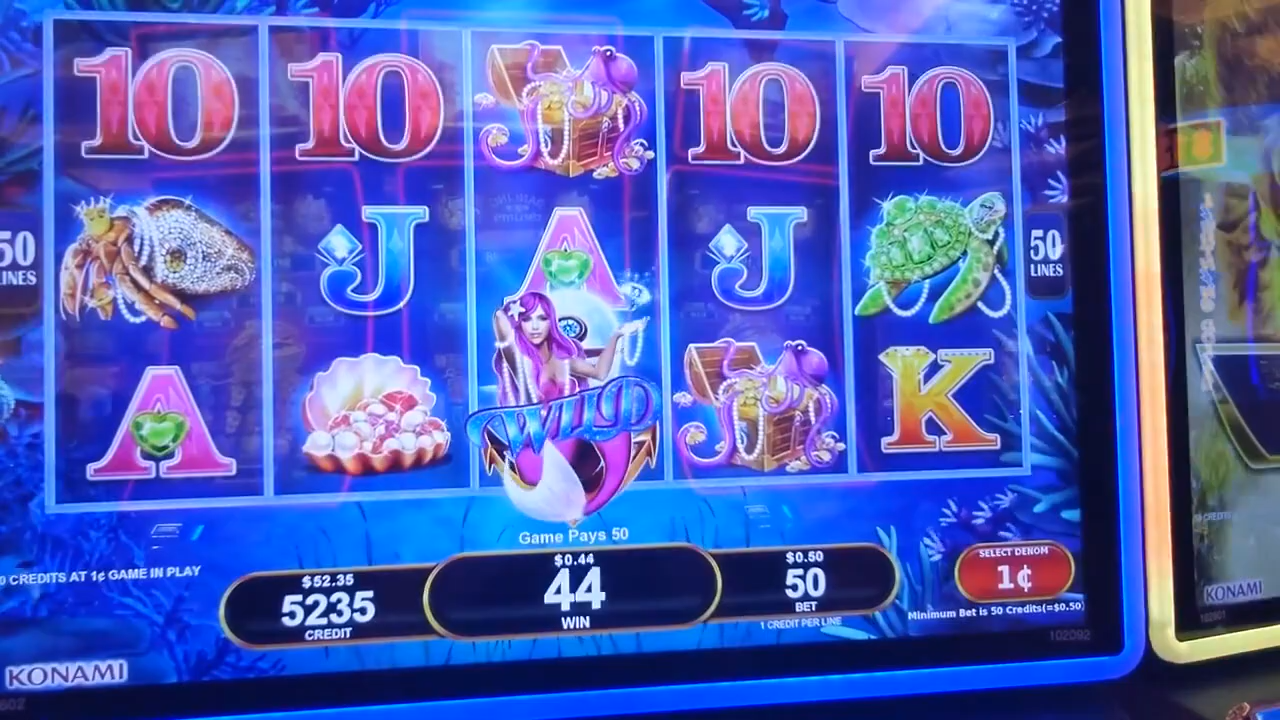 10 10 10 10
A
J J
50
LINES
50
LINES
WILD
A K
Game Pays 50
0 CREDITS AT 1¢ GAME IN PLAY
$52.35
5235
CREDIT
$0.44
44
WIN
$0.50
50
BET
1 CREDIT PER LINE
SELECT DENOM
1¢
Minimum Bet is 50 Credits(=$0.50)
102092
KONAMI
KONAMI